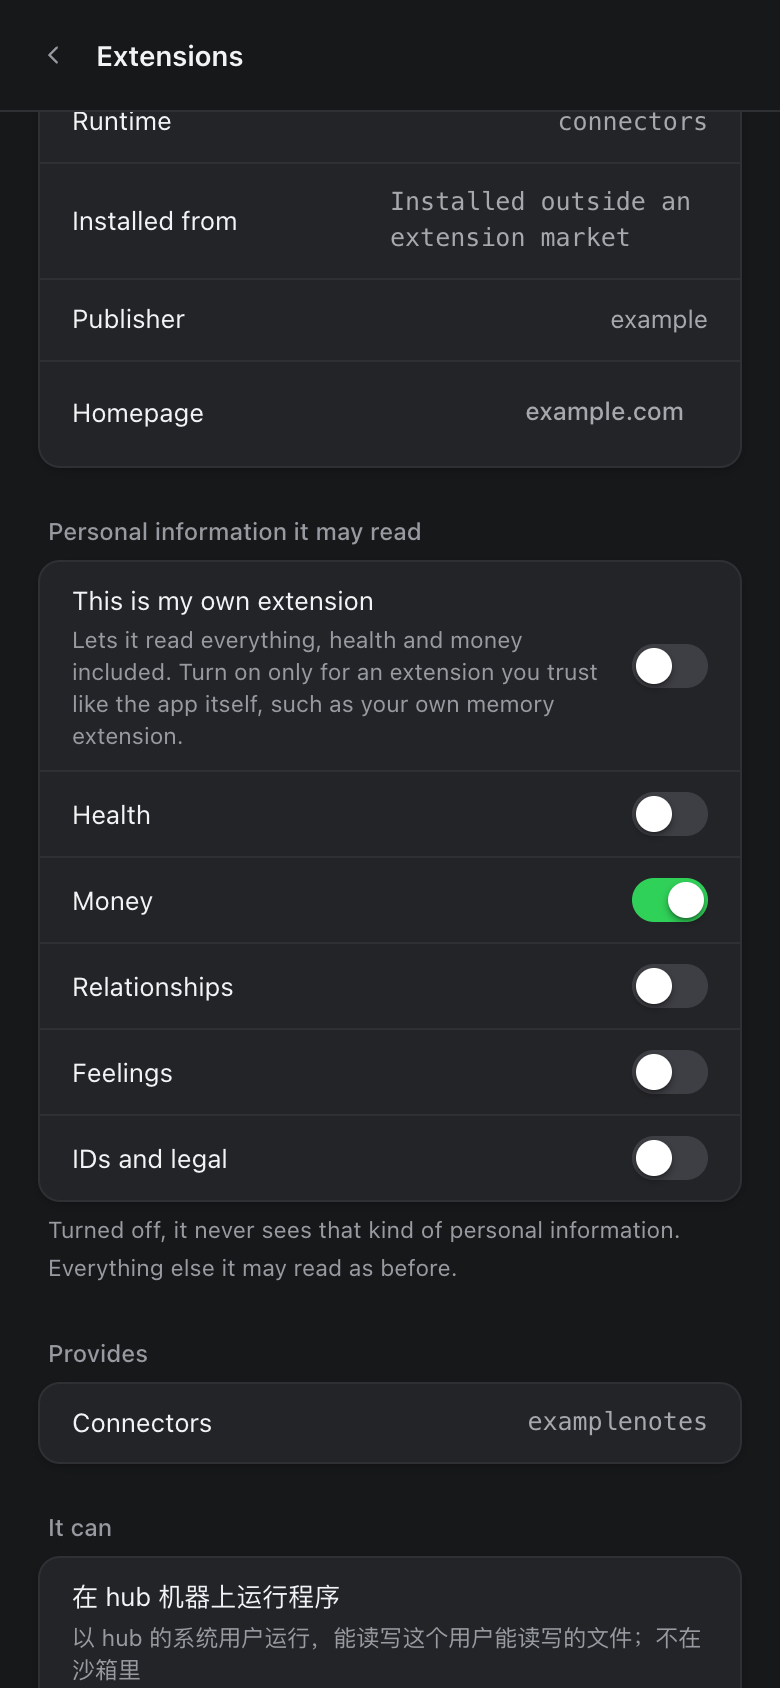 Extensions
Runtime connectors
Installed from Installed outside an
extension market
Publisher example
Homepage example.com
Personal information it may read
This is my own extension
Lets it read everything, health and money
included. Turn on only for an extension you trust
like the app itself, such as your own memory
extension.
Health
Money
Relationships
Feelings
IDs and legal
Turned off, it never sees that kind of personal information.
Everything else it may read as before.
Provides
Connectors examplenotes
It can
在 hub 机器上运行程序
以 hub 的系统用户运行，能读写这个用户能读写的文件；不在
沙箱里